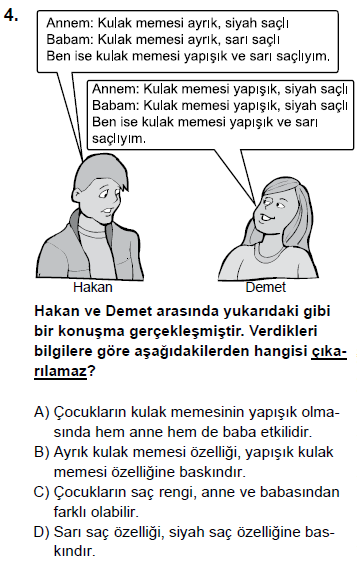 4.
Annem: Kulak memesi ayrık, siyah saçlı
Babam: Kulak memesi ayrık, sarı saçlı
Ben ise kulak memesi yapışık ve sarı saçlıyım.
Annem: Kulak memesi yapışık, siyah saçlı
Babam: Kulak memesi yapışık, siyah saçlı
Ben ise kulak memesi yapışık ve sarı
saçlıyım.
Hakan
Demet
Hakan ve Demet arasında yukarıdaki gibi
bir konuşma gerçekleşmiştir. Verdikleri
bilgilere göre aşağıdakilerden hangisi çıka-
rılamaz?
A) Çocukların kulak memesinin yapışık olma-
sında hem anne hem de baba etkilidir.
B) Ayrık kulak memesi özelliği, yapışık kulak
memesi özelliğine baskındır.
C) Çocukların saç rengi, anne ve babasından
farklı olabilir.
D) Sarı saç özelliği, siyah saç özelliğine bas-
kındır.